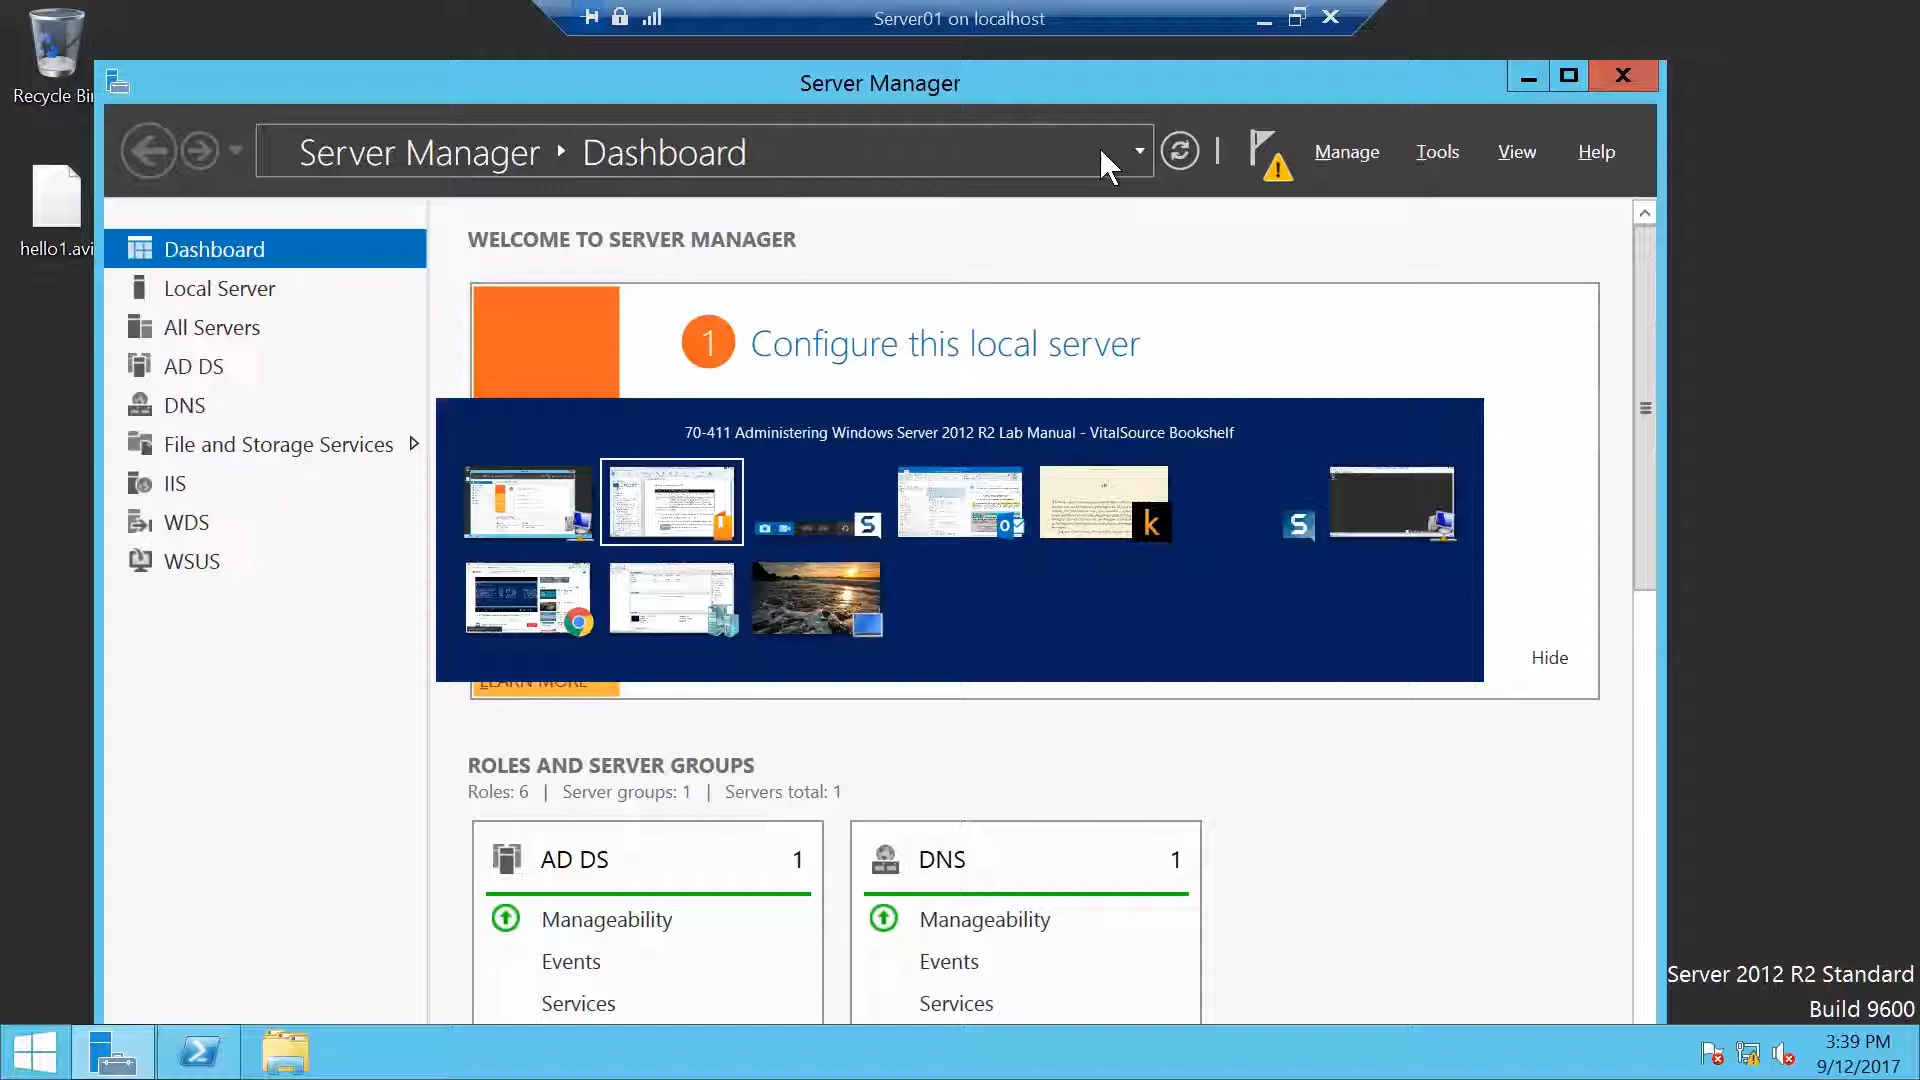 Server01 on localhost
Recycle Bi
hello1.avi
Server Manager
Server Manager Dashboard
Manage
Tools
View
Help
Dashboard
Local Server
All Servers
AD DS
DNS
File and Storage Services
IIS
WDS
WSUS
WELCOME TO SERVER MANAGER
1 Configure this local server
70-411 Administering Windows Server 2012 R2 Lab Manual - VitalSource Bookshelf
LEARN MORE
Hide
ROLES AND SERVER GROUPS
Roles: 6 | Server groups: 1 | Servers total: 1
AD DS 1
Manageability
Events
Services
DNS 1
Manageability
Events
Services
Server 2012 R2 Standard
Build 9600
3:39 PM
9/12/2017